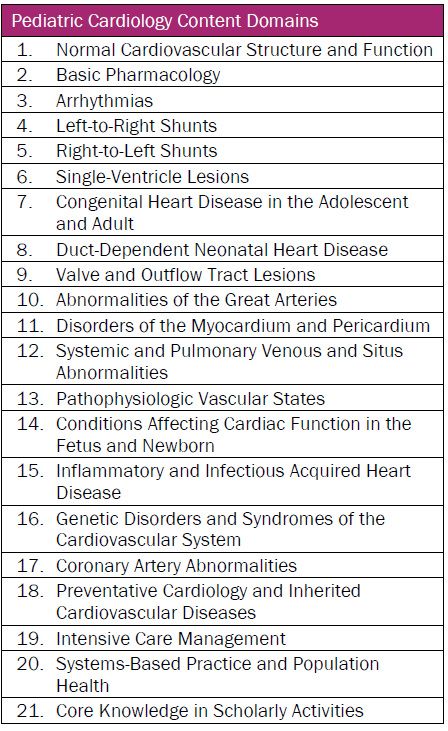 Pediatric Cardiology Content Domains
1. Normal Cardiovascular Structure and Function
2. Basic Pharmacology
3. Arrhythmias
4. Left-to-Right Shunts
5. Right-to-Left Shunts
6. Single-Ventricle Lesions
7. Congenital Heart Disease in the Adolescent
and Adult
8. Duct-Dependent Neonatal Heart Disease
9. Valve and Outflow Tract Lesions
10. Abnormalities of the Great Arteries
11. Disorders of the Myocardium and Pericardium
12. Systemic and Pulmonary Venous and Situs
Abnormalities
13. Pathophysiologic Vascular States
14. Conditions Affecting Cardiac Function in the
Fetus and Newborn
15. Inflammatory and Infectious Acquired Heart
Disease
16. Genetic Disorders and Syndromes of the
Cardiovascular System
17. Coronary Artery Abnormalities
18. Preventative Cardiology and Inherited
Cardiovascular Diseases
19. Intensive Care Management
20. Systems-Based Practice and Population
Health
21. Core Knowledge in Scholarly Activities